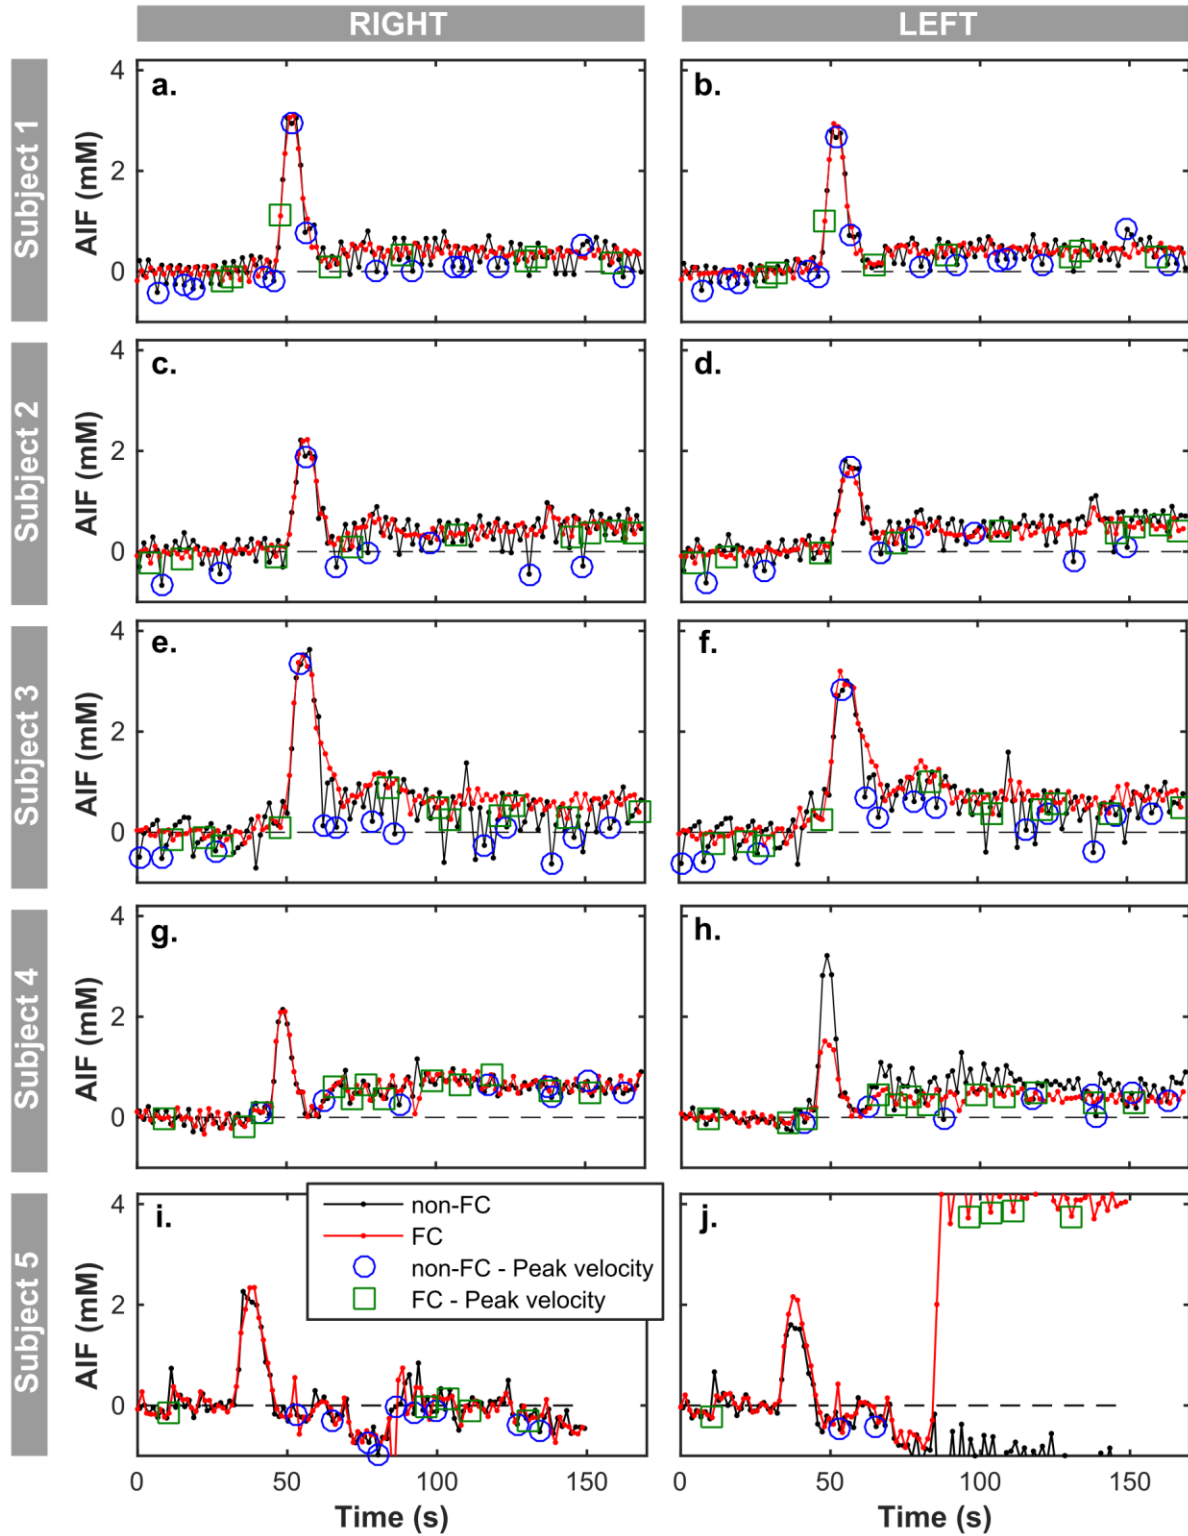 RIGHT LEFT
Subject 1
AIF (mM)
4
2
0
a.
b.
Subject 2
AIF (mM)
4
2
0
c.
d.
Subject 3
AIF (mM)
4
2
0
e.
f.
Subject 4
AIF (mM)
4
2
0
g.
h.
Subject 5
AIF (mM)
4
2
0
i.
j.
non-FC
FC
non-FC - Peak velocity
FC - Peak velocity
0 50 100 150 0 50 100 150
Time (s) Time (s)